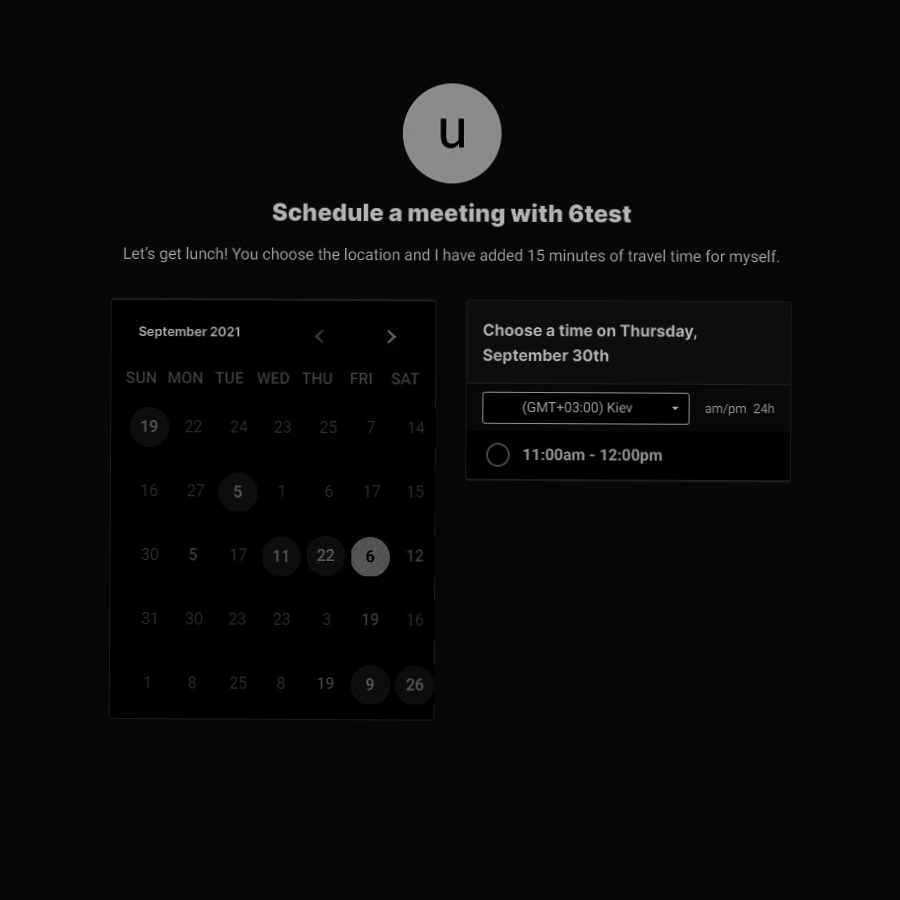 u
Schedule a meeting with 6test
Let's get lunch! You choose the location and I have added 15 minutes of travel time for myself.
September 2021
SUN MON TUE WED THU FRI SAT
19 22 24 23 25 7 14
16 27 5 1 6 17 15
30 5 17 11 22 6 12
31 30 23 23 3 19 16
1 8 25 8 19 9 26
Choose a time on Thursday,
September 30th
(GMT+03:00) Kiev am/pm 24h
11:00am - 12:00pm